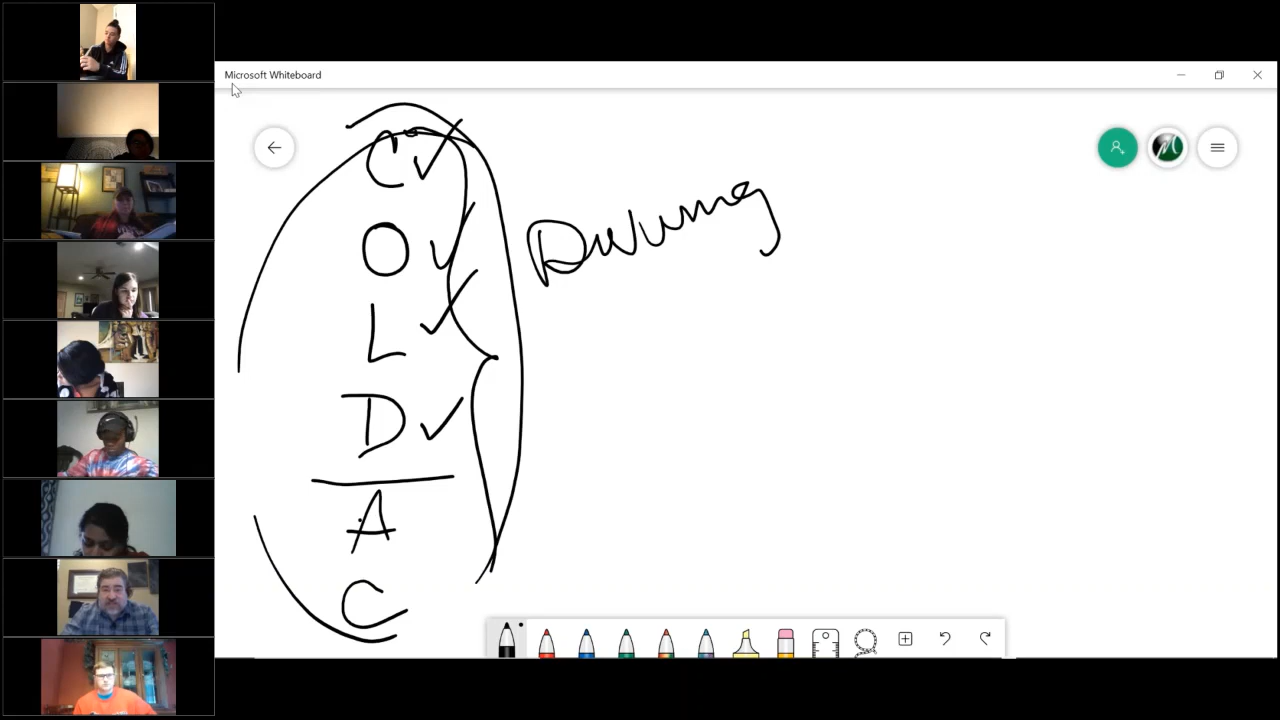 Microsoft Whiteboard
C ✓
O ✓
L ✓
D ✓
A
C